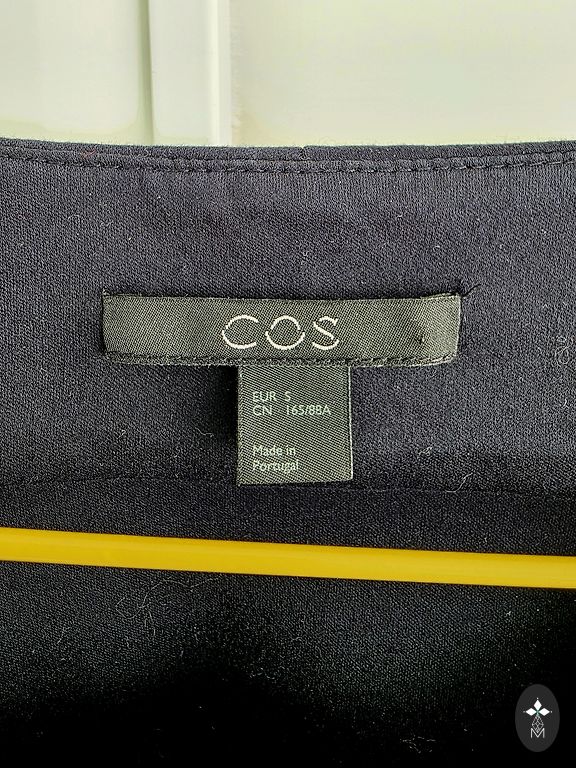 COS
EUR S
CN 165/88A
Made in
Portugal
M